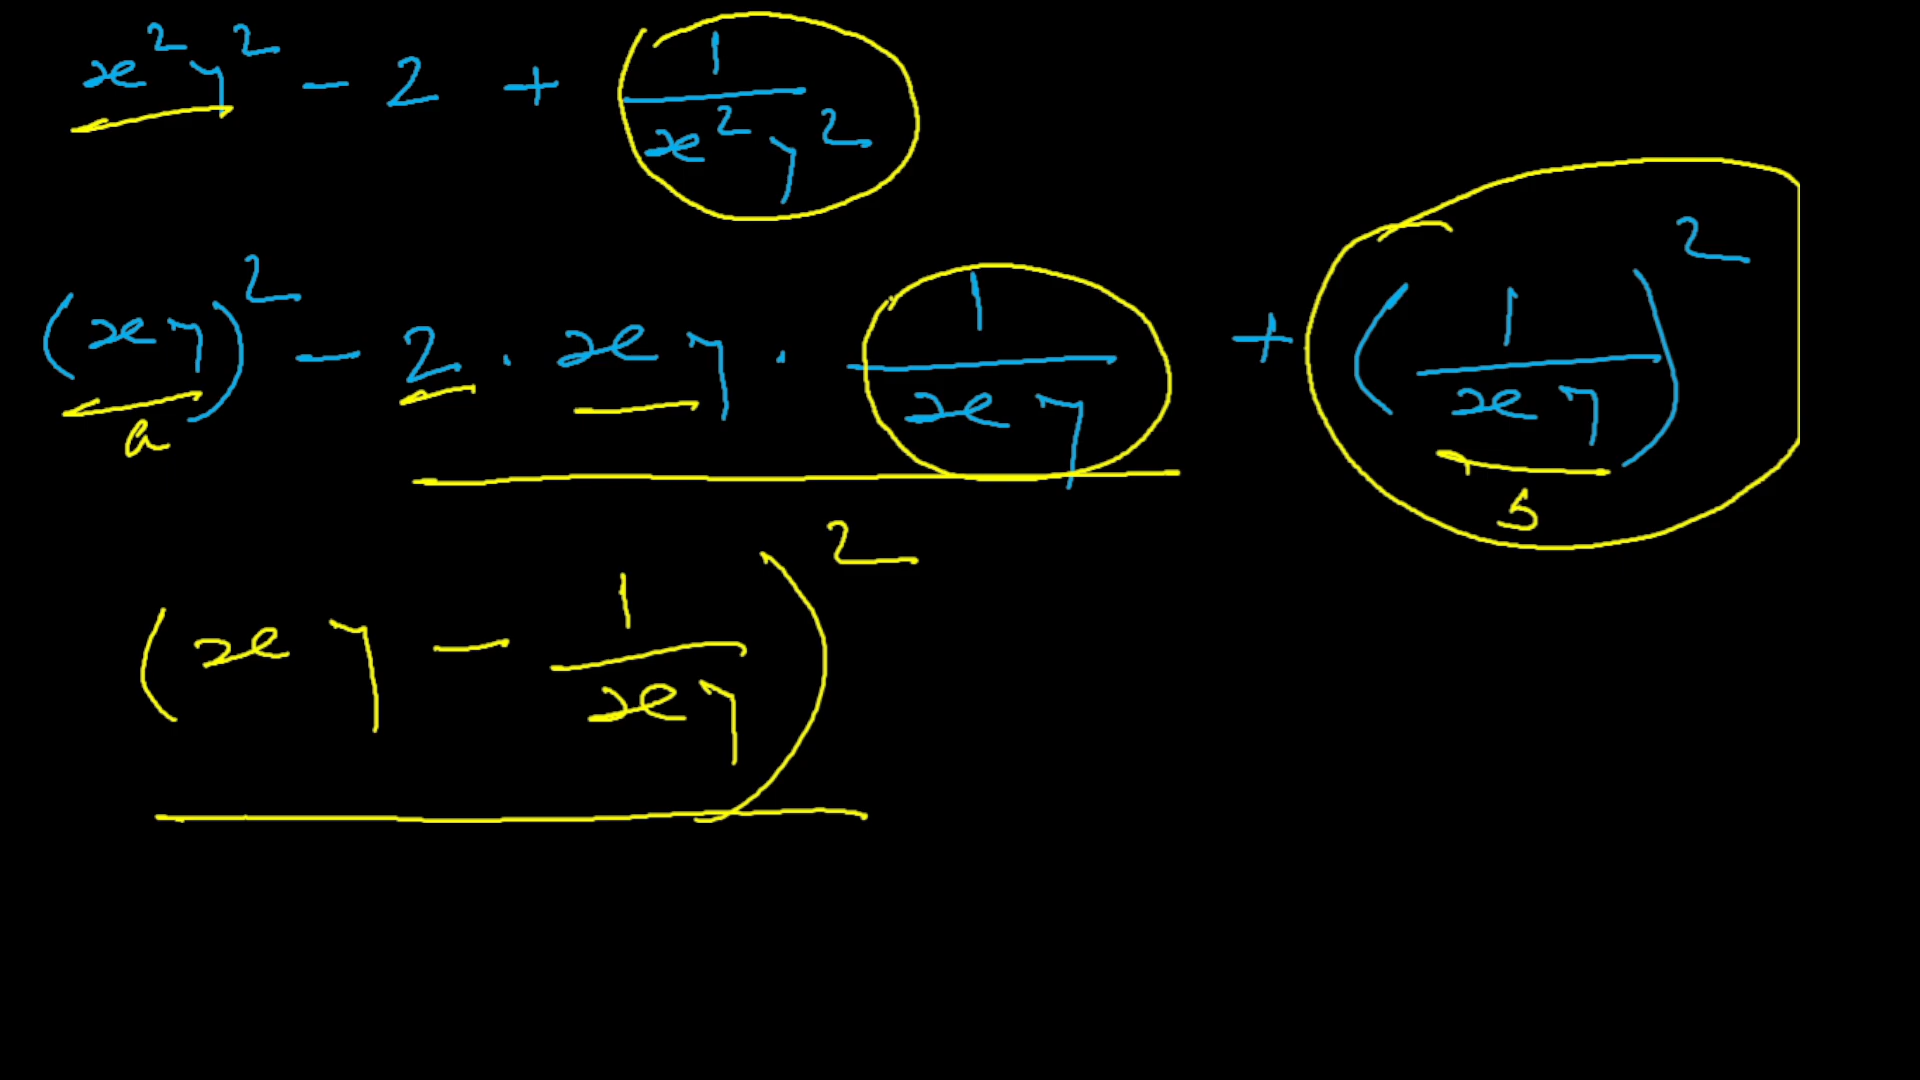 x²y² - 2 + 1/x²y²
(xy)² - 2 · xy · 1/xy + (1/xy)²
a b
(xy - 1/xy)²